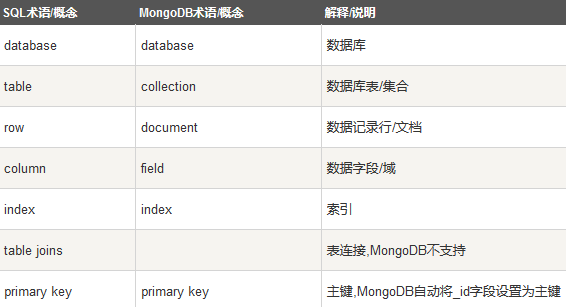 SQL术语/概念 MongoDB术语/概念 解释/说明
database database 数据库
table collection 数据库表/集合
row document 数据记录行/文档
column field 数据字段/域
index index 索引
table joins 表连接,MongoDB不支持
primary key primary key 主键,MongoDB自动将_id字段设置为主键